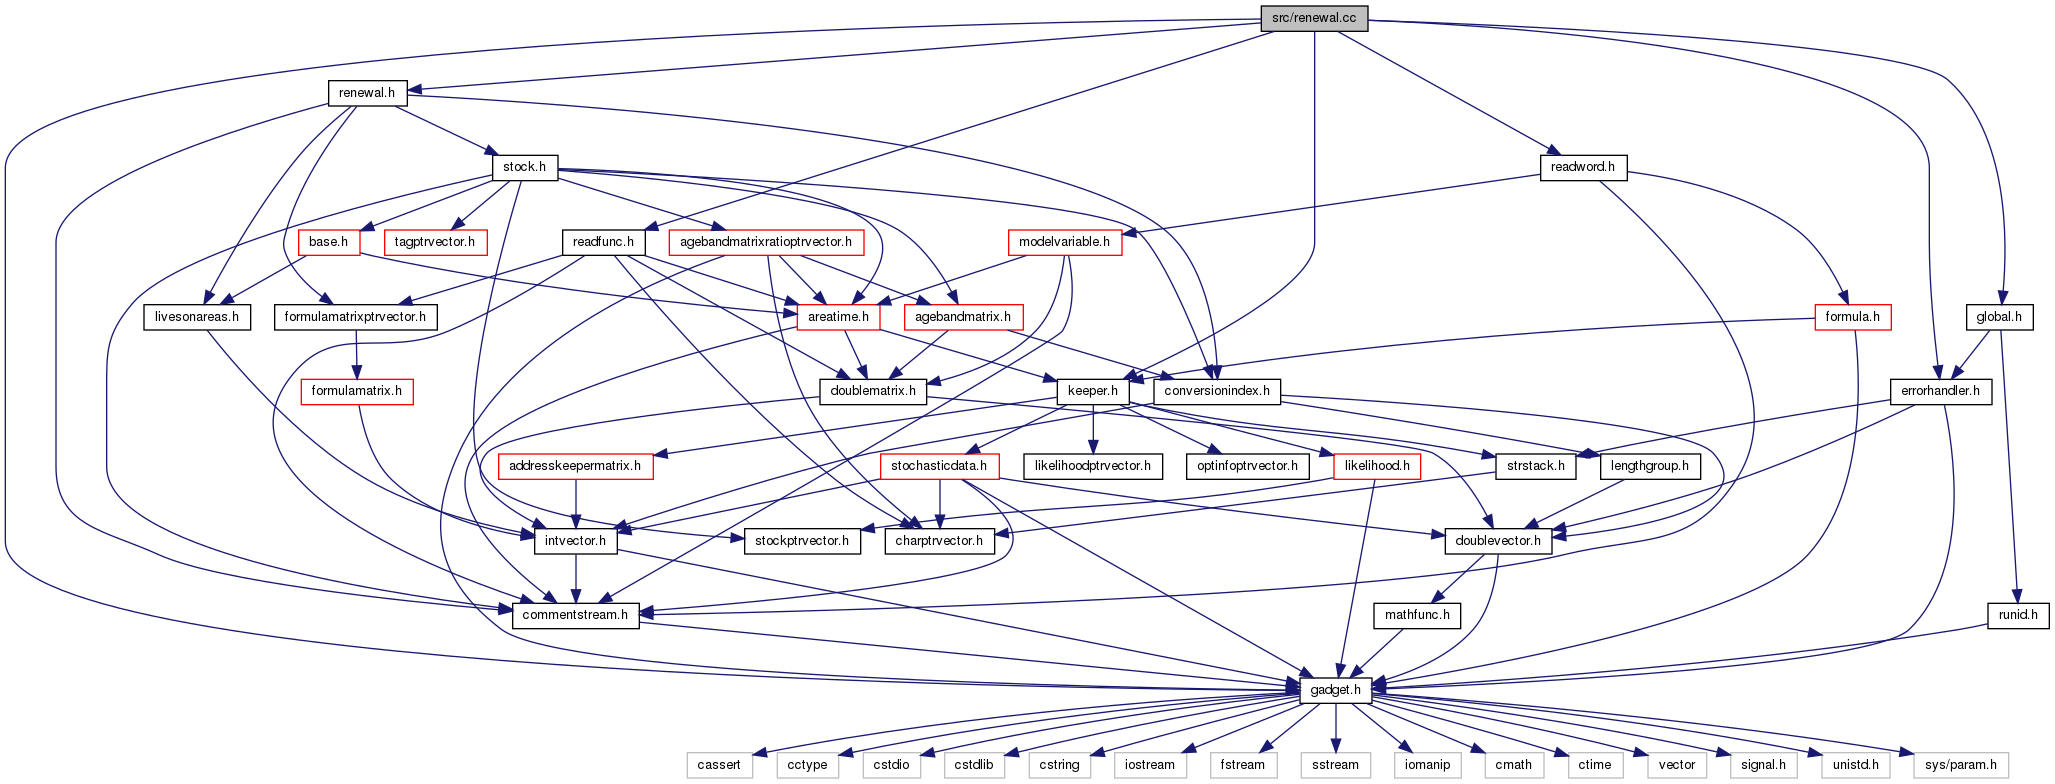 src/renewal.cc
renewal.h
stock.h
readword.h
base.h
tagptrvector.h
readfunc.h
agebandmatrixratioptrvector.h
modelvariable.h
livesonareas.h
formulamatrixptrvector.h
areatime.h
agebandmatrix.h
formula.h
global.h
formulamatrix.h
doublematrix.h
keeper.h
conversionindex.h
errorhandler.h
addresskeepermatrix.h
stochasticdata.h
likelihoodptrvector.h
optinfoptrvector.h
likelihood.h
strstack.h
lengthgroup.h
intvector.h
stockptrvector.h
charptrvector.h
doublevector.h
commentstream.h
mathfunc.h
runid.h
gadget.h
cassert
cctype
cstdio
cstdlib
cstring
iostream
fstream
sstream
iomanip
cmath
ctime
vector
signal.h
unistd.h
sys/param.h